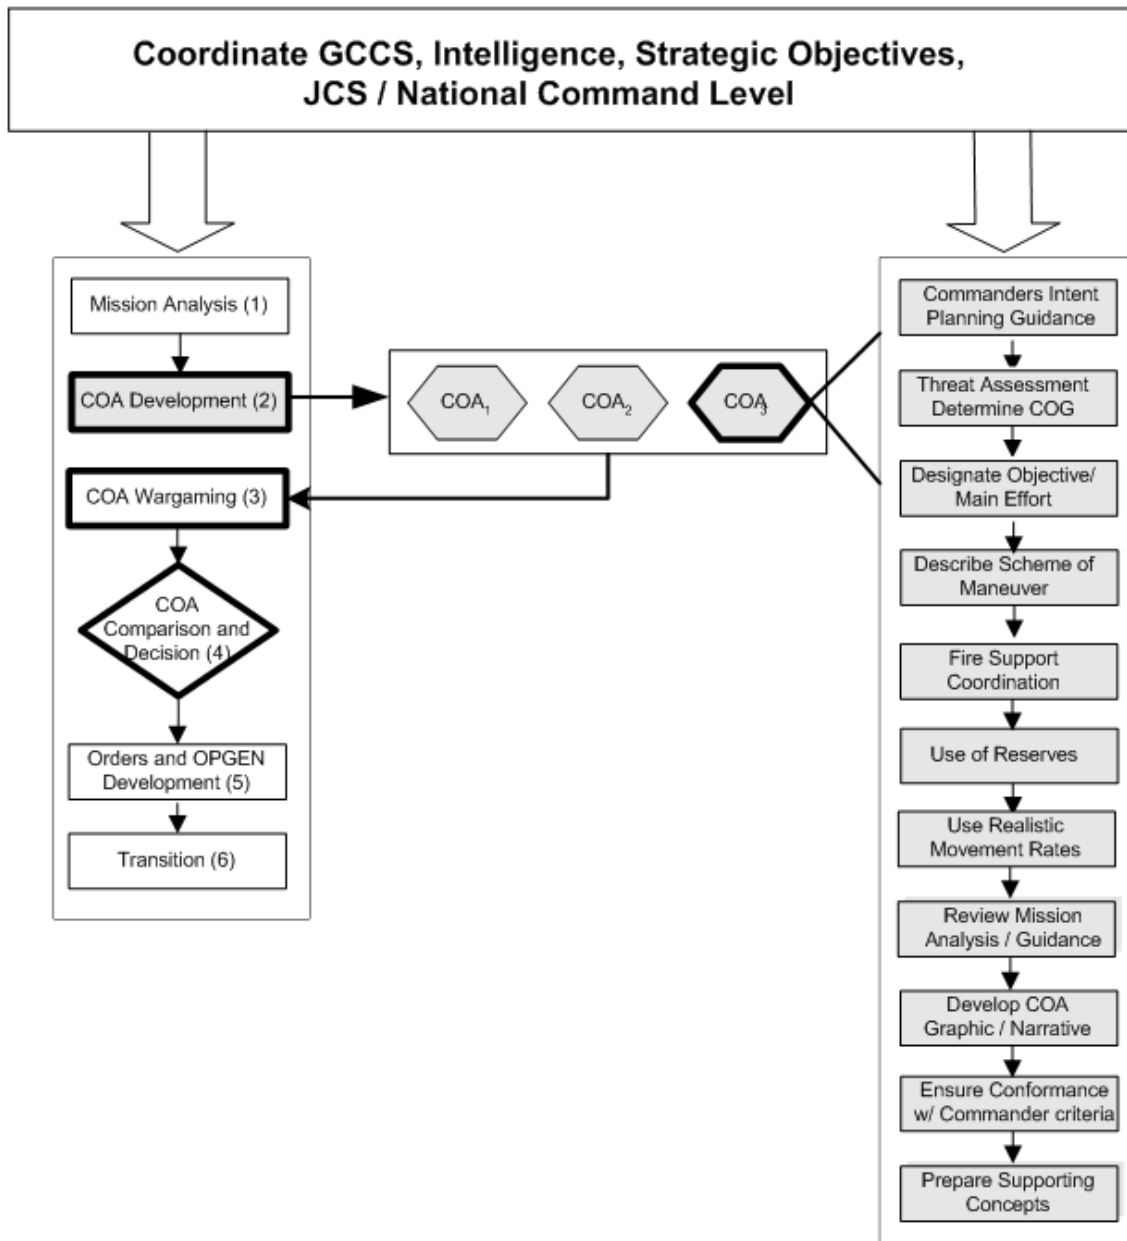 Coordinate GCCS, Intelligence, Strategic Objectives,
JCS / National Command Level
Mission Analysis (1)
COA Development (2)
COA Wargaming (3)
COA
Comparison and
Decision (4)
Orders and OPGEN
Development (5)
Transition (6)
COA1
COA2
COA3
Commanders Intent
Planning Guidance
Threat Assessment
Determine COG
Designate Objective/
Main Effort
Describe Scheme of
Maneuver
Fire Support
Coordination
Use of Reserves
Use Realistic
Movement Rates
Review Mission
Analysis / Guidance
Develop COA
Graphic / Narrative
Ensure Conformance
w/ Commander criteria
Prepare Supporting
Concepts